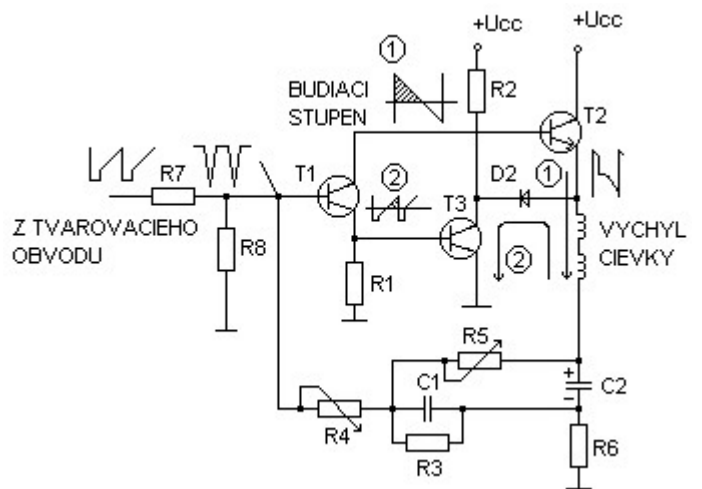 +Ucc
+Ucc
1
R2
BUDIACI
STUPEN
T2
R7
T1
2
D2
1
T3
Z TVAROVACIEHO
OBVODU
R8
VYCHYL
CIEVKY
2
R1
R5
C1
C2
+
−
R4
R3
R6